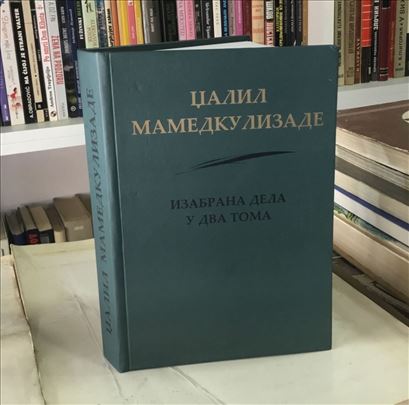 ЏАЛИЛ
МАМЕДКУЛИЗАДЕ
ИЗАБРАНА ДЕЛА
У ДВА ТОМА
ЏАЛИЛ МАМЕДКУЛИЗАДЕ